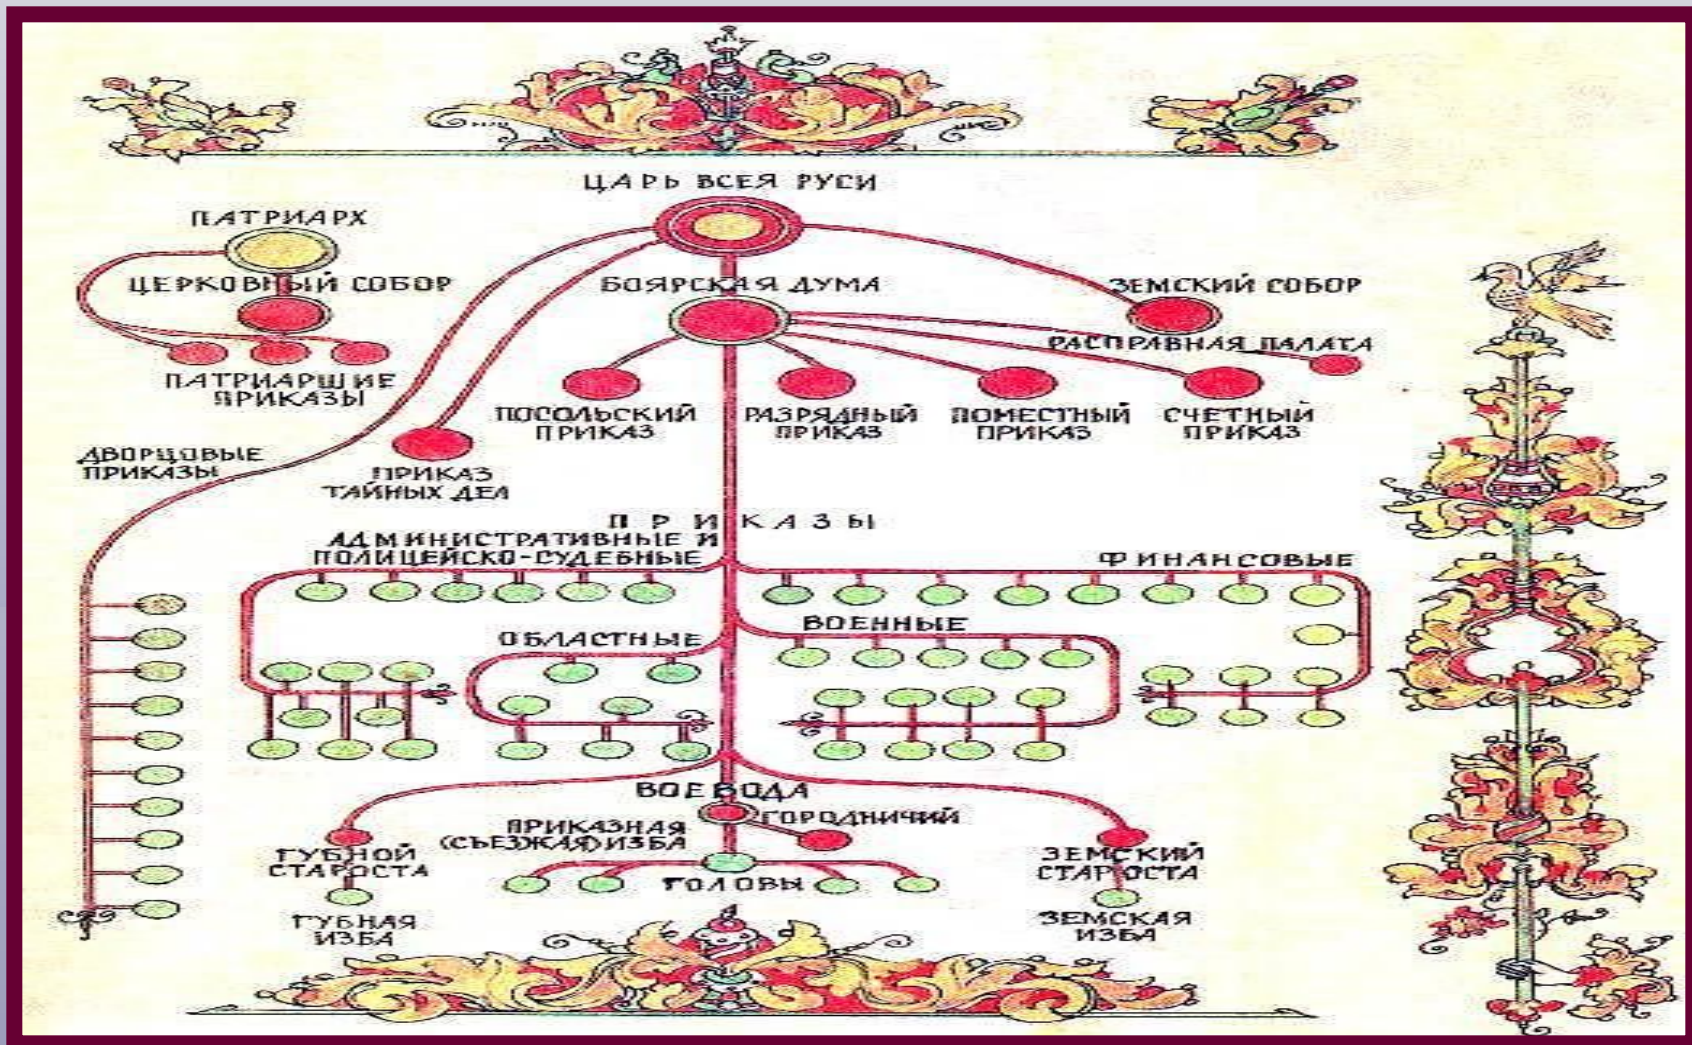 ЦАРЬ ВСЕЯ РУСИ
ПАТРИАРХ
ЦЕРКОВНЫЙ СОБОР
БОЯРСКАЯ ДУМА
ЗЕМСКИЙ СОБОР
РАСПРАВНАЯ ПАЛАТА
ПАТРИАРШИЕ
ПРИКАЗЫ
ПОСОЛЬСКИЙ
ПРИКАЗ
РАЗРЯДНЫЙ
ПРИКАЗ
ПОМЕСТНЫЙ
ПРИКАЗ
СЧЕТНЫЙ
ПРИКАЗ
ДВОРЦОВЫЕ
ПРИКАЗЫ
ПРИКАЗ
ТАЙНЫХ ДЕЛ
ПРИКАЗЫ
АДМИНИСТРАТИВНЫЕ И
ПОЛИЦЕЙСКО-СУДЕБНЫЕ
ФИНАНСОВЫЕ
ОБЛАСТНЫЕ
ВОЕННЫЕ
ВОЕВОДА
ГОРОДНИЧИЙ
ПРИКАЗНАЯ
(СЪЕЗЖАЯ) ИЗБА
ГУБНОЙ
СТАРОСТА
ГОЛОВЫ
ЗЕМСКИЙ
СТАРОСТА
ГУБНАЯ
ИЗБА
ЗЕМСКАЯ
ИЗБА